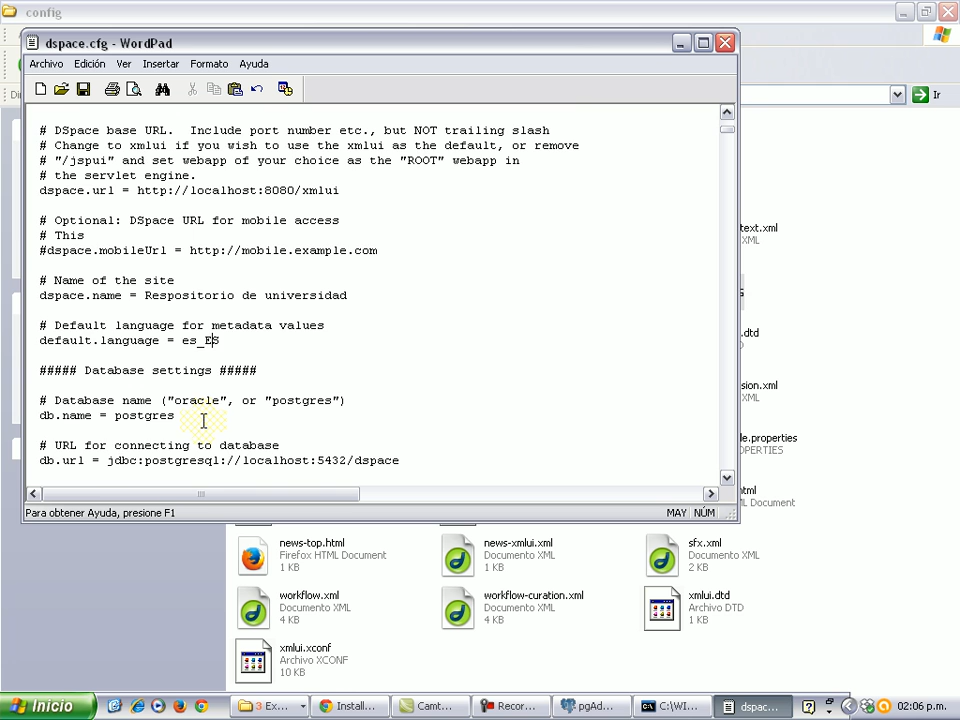 config
dspace.cfg - WordPad
Archivo Edición Ver Insertar Formato Ayuda
Ir
# DSpace base URL.  Include port number etc., but NOT trailing slash
# Change to xmlui if you wish to use the xmlui as the default, or remove
# "/jspui" and set webapp of your choice as the "ROOT" webapp in
# the servlet engine.
dspace.url = http://localhost:8080/xmlui
# Optional: DSpace URL for mobile access
# This
#dspace.mobileUrl = http://mobile.example.com
# Name of the site
dspace.name = Respositorio de universidad
# Default language for metadata values
default.language = es_ES
##### Database settings #####
# Database name ("oracle", or "postgres")
db.name = postgres
# URL for connecting to database
db.url = jdbc:postgresql://localhost:5432/dspace
Para obtener Ayuda, presione F1
MAY NÚM
text.xml
XML
.dtd
sion.xml
XML
le.properties
OPERTIES
html
ML Document
news-top.html
Firefox HTML Document
1 KB
news-xmlui.xml
Documento XML
1 KB
sfx.xml
Documento XML
2 KB
workflow.xml
Documento XML
4 KB
workflow-curation.xml
Documento XML
4 KB
xmlui.dtd
Archivo DTD
1 KB
xmlui.xconf
Archivo XCONF
10 KB
Inicio
3 Ex...
Install...
Camt...
Recor...
pgAd...
C:\WI...
dspac...
02:06 p.m.